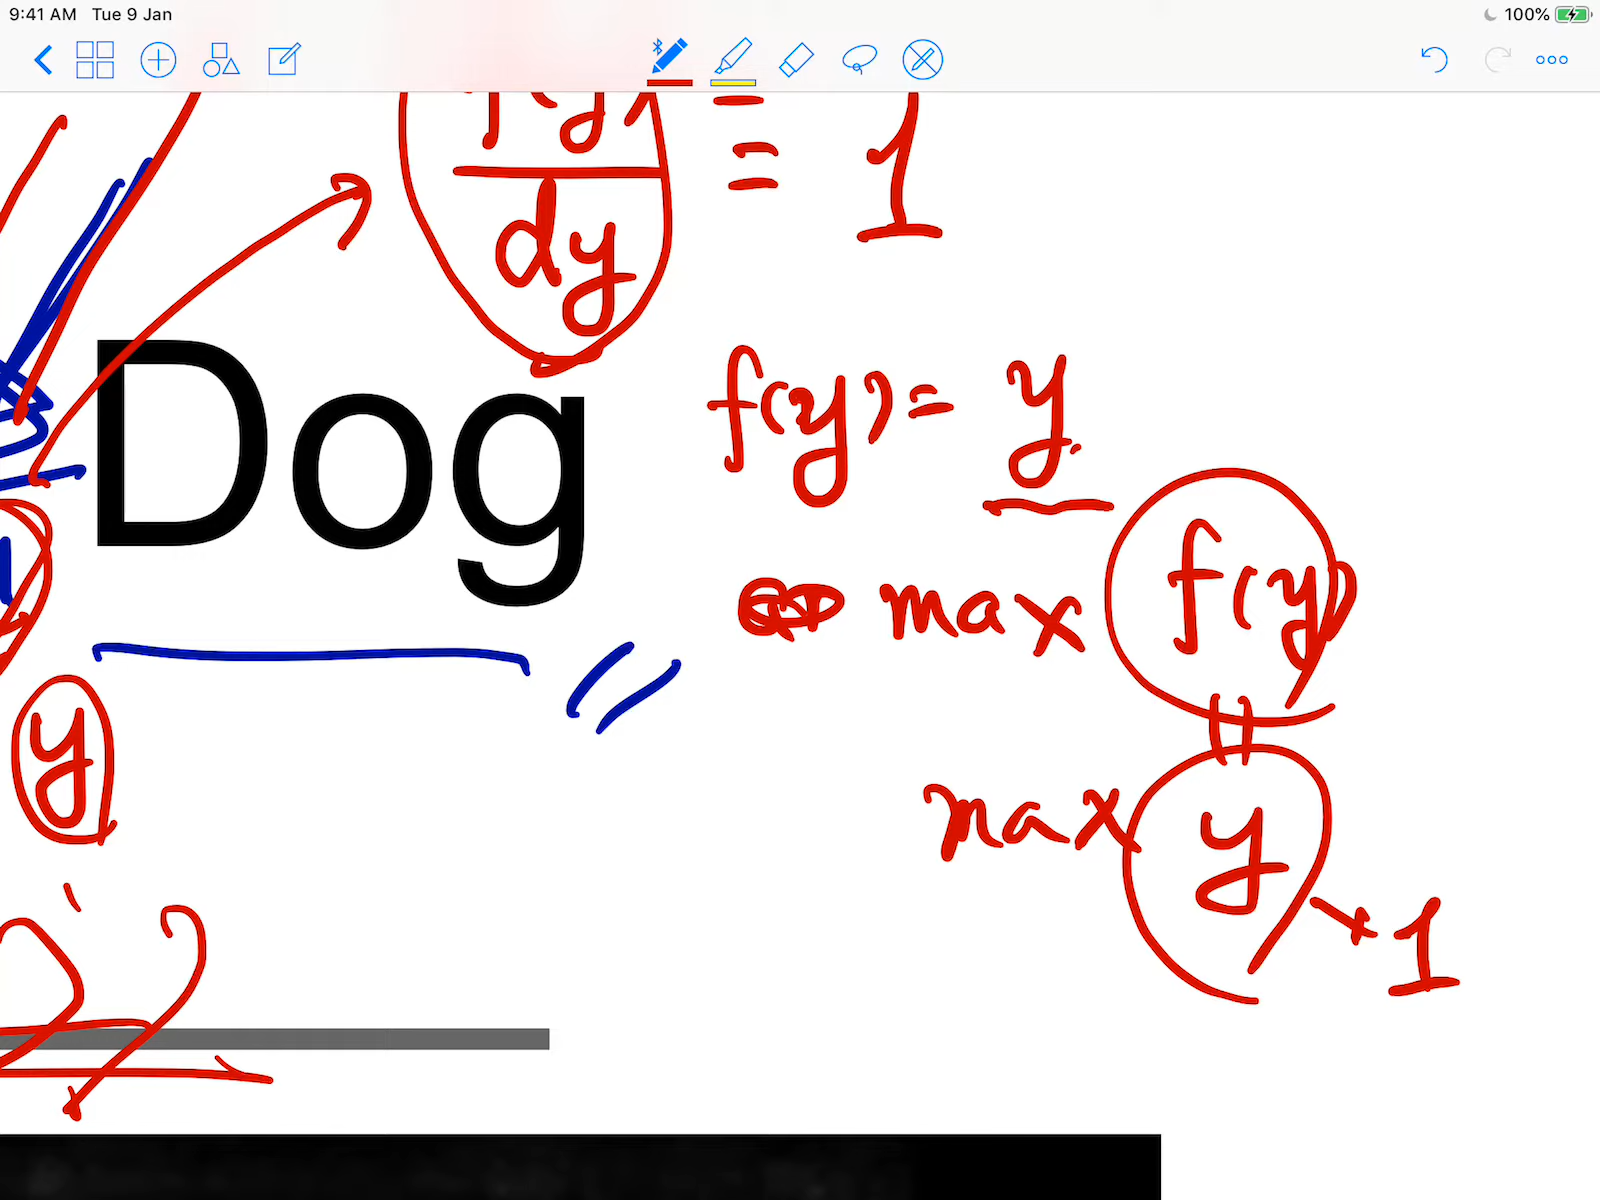 9:41 AM Tue 9 Jan
100%
= 1
dy
Dog
f(y) = y
max f(y)
y
max y
1